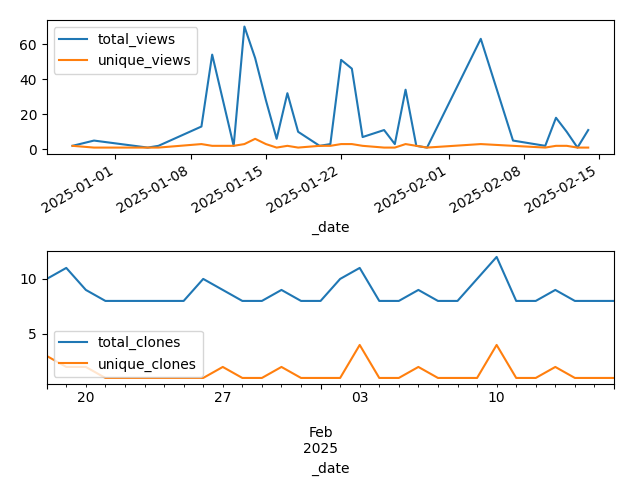 60
40
20
0
total_views
unique_views
2025-01-01
2025-01-08
2025-01-15
2025-01-22
2025-02-01
2025-02-08
2025-02-15
_date
10
5
total_clones
unique_clones
20
27
03
10
Feb
2025
_date